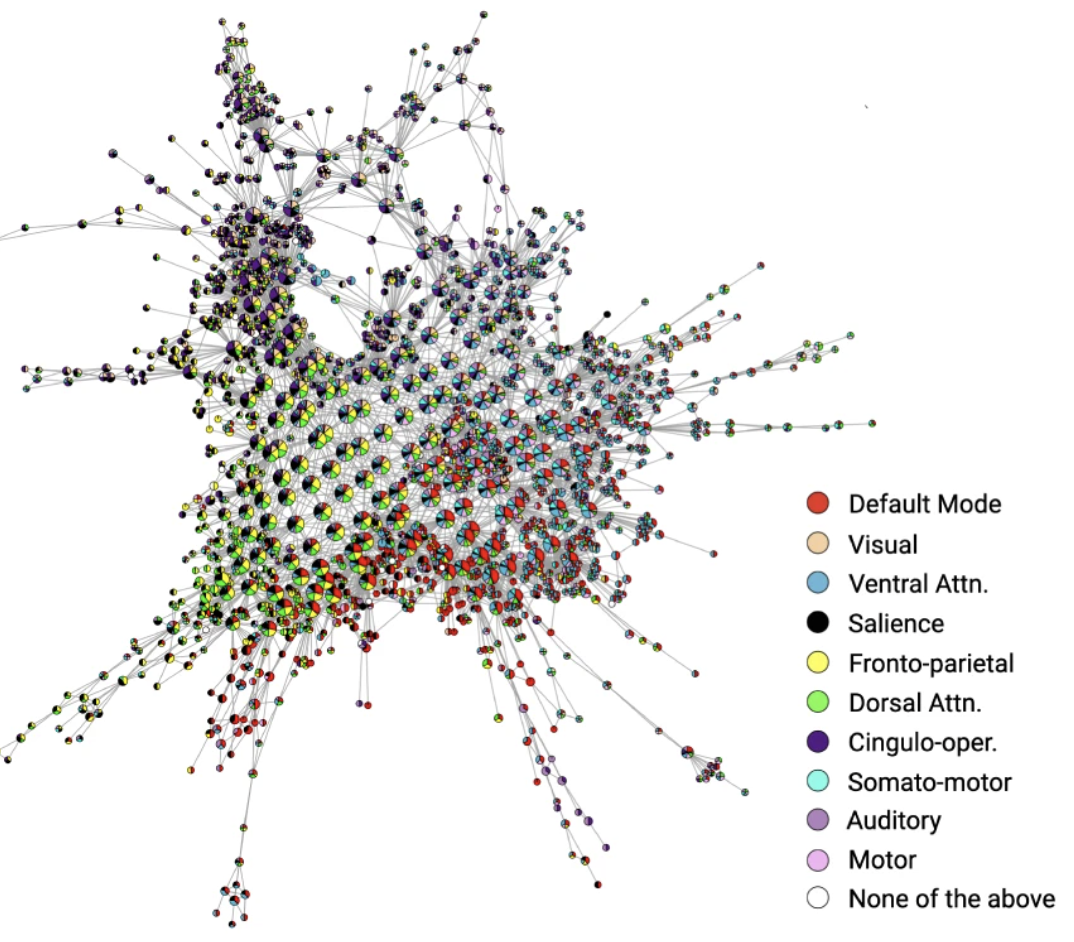 Default Mode
Visual
Ventral Attn.
Salience
Fronto-parietal
Dorsal Attn.
Cingulo-oper.
Somato-motor
Auditory
Motor
None of the above